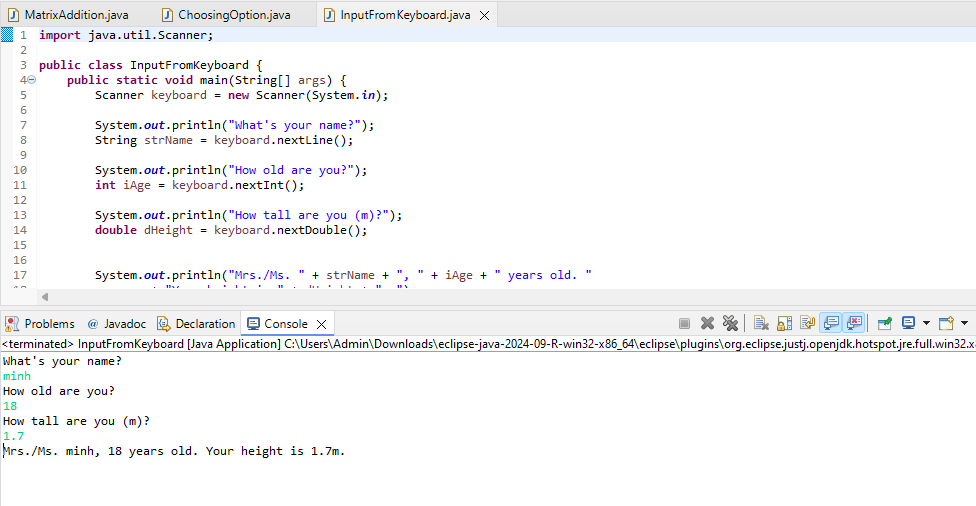 MatrixAddition.java ChoosingOption.java InputFromKeyboard.java
1 import java.util.Scanner;
2
3 public class InputFromKeyboard {
4 public static void main(String[] args) {
5 Scanner keyboard = new Scanner(System.in);
6
7 System.out.println("What's your name?");
8 String strName = keyboard.nextLine();
9
10 System.out.println("How old are you?");
11 int iAge = keyboard.nextInt();
12
13 System.out.println("How tall are you (m)?");
14 double dHeight = keyboard.nextDouble();
15
16
17 System.out.println("Mrs./Ms. " + strName + ", " + iAge + " years old. "
Problems @ Javadoc Declaration Console
<terminated> InputFromKeyboard [Java Application] C:\Users\Admin\Downloads\eclipse-java-2024-09-R-win32-x86_64\eclipse\plugins\org.eclipse.justj.openjdk.hotspot.jre.full.win32.x
What's your name?
minh
How old are you?
18
How tall are you (m)?
1.7
Mrs./Ms. minh, 18 years old. Your height is 1.7m.